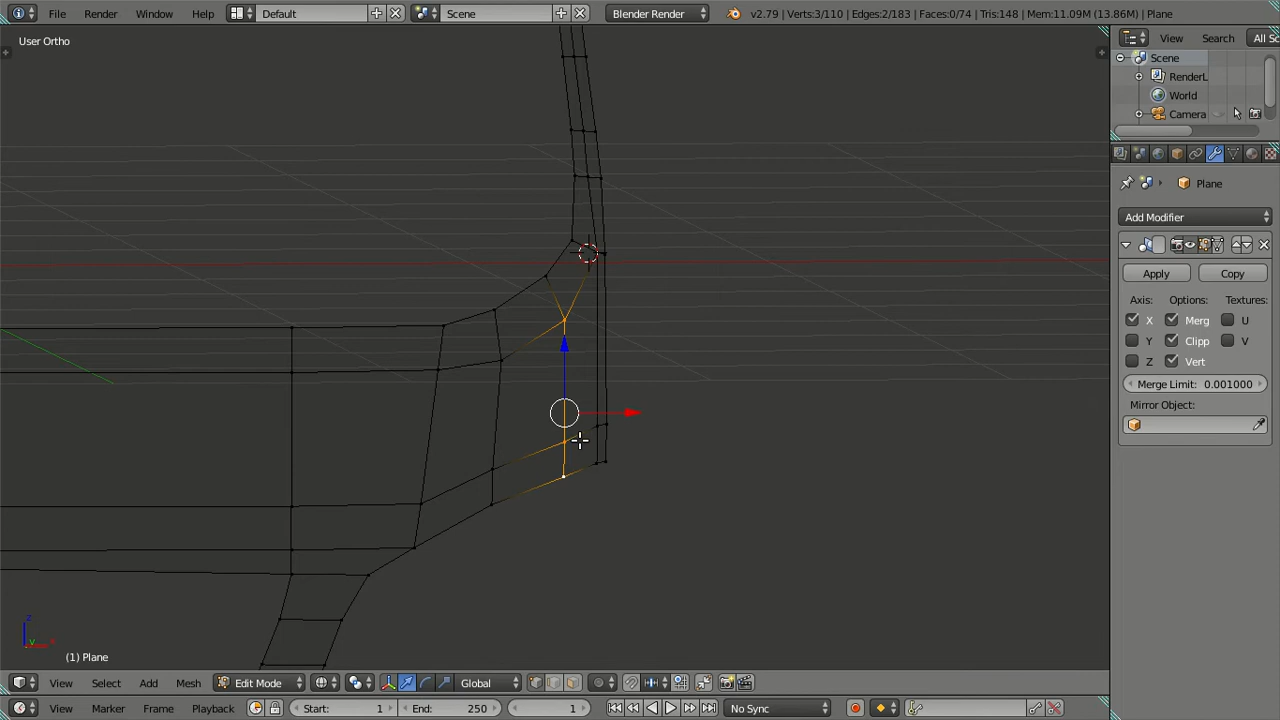 File Render Window Help Default Scene Blender Render v2.79 | Verts:3/110 | Edges:2/183 | Faces:0/74 | Tris:148 | Mem:11.09M (13.86M) | Plane
User Ortho
View Search All Sc
Scene
RenderL
World
Camera
Plane
Add Modifier
Apply Copy
Axis: Options: Textures:
X Merg U
Y Clipp V
Z Vert
Merge Limit: 0.001000
Mirror Object:
z
y x
(1) Plane
View Select Add Mesh Edit Mode Global
View Marker Frame Playback Start: 1 End: 250 1 No Sync